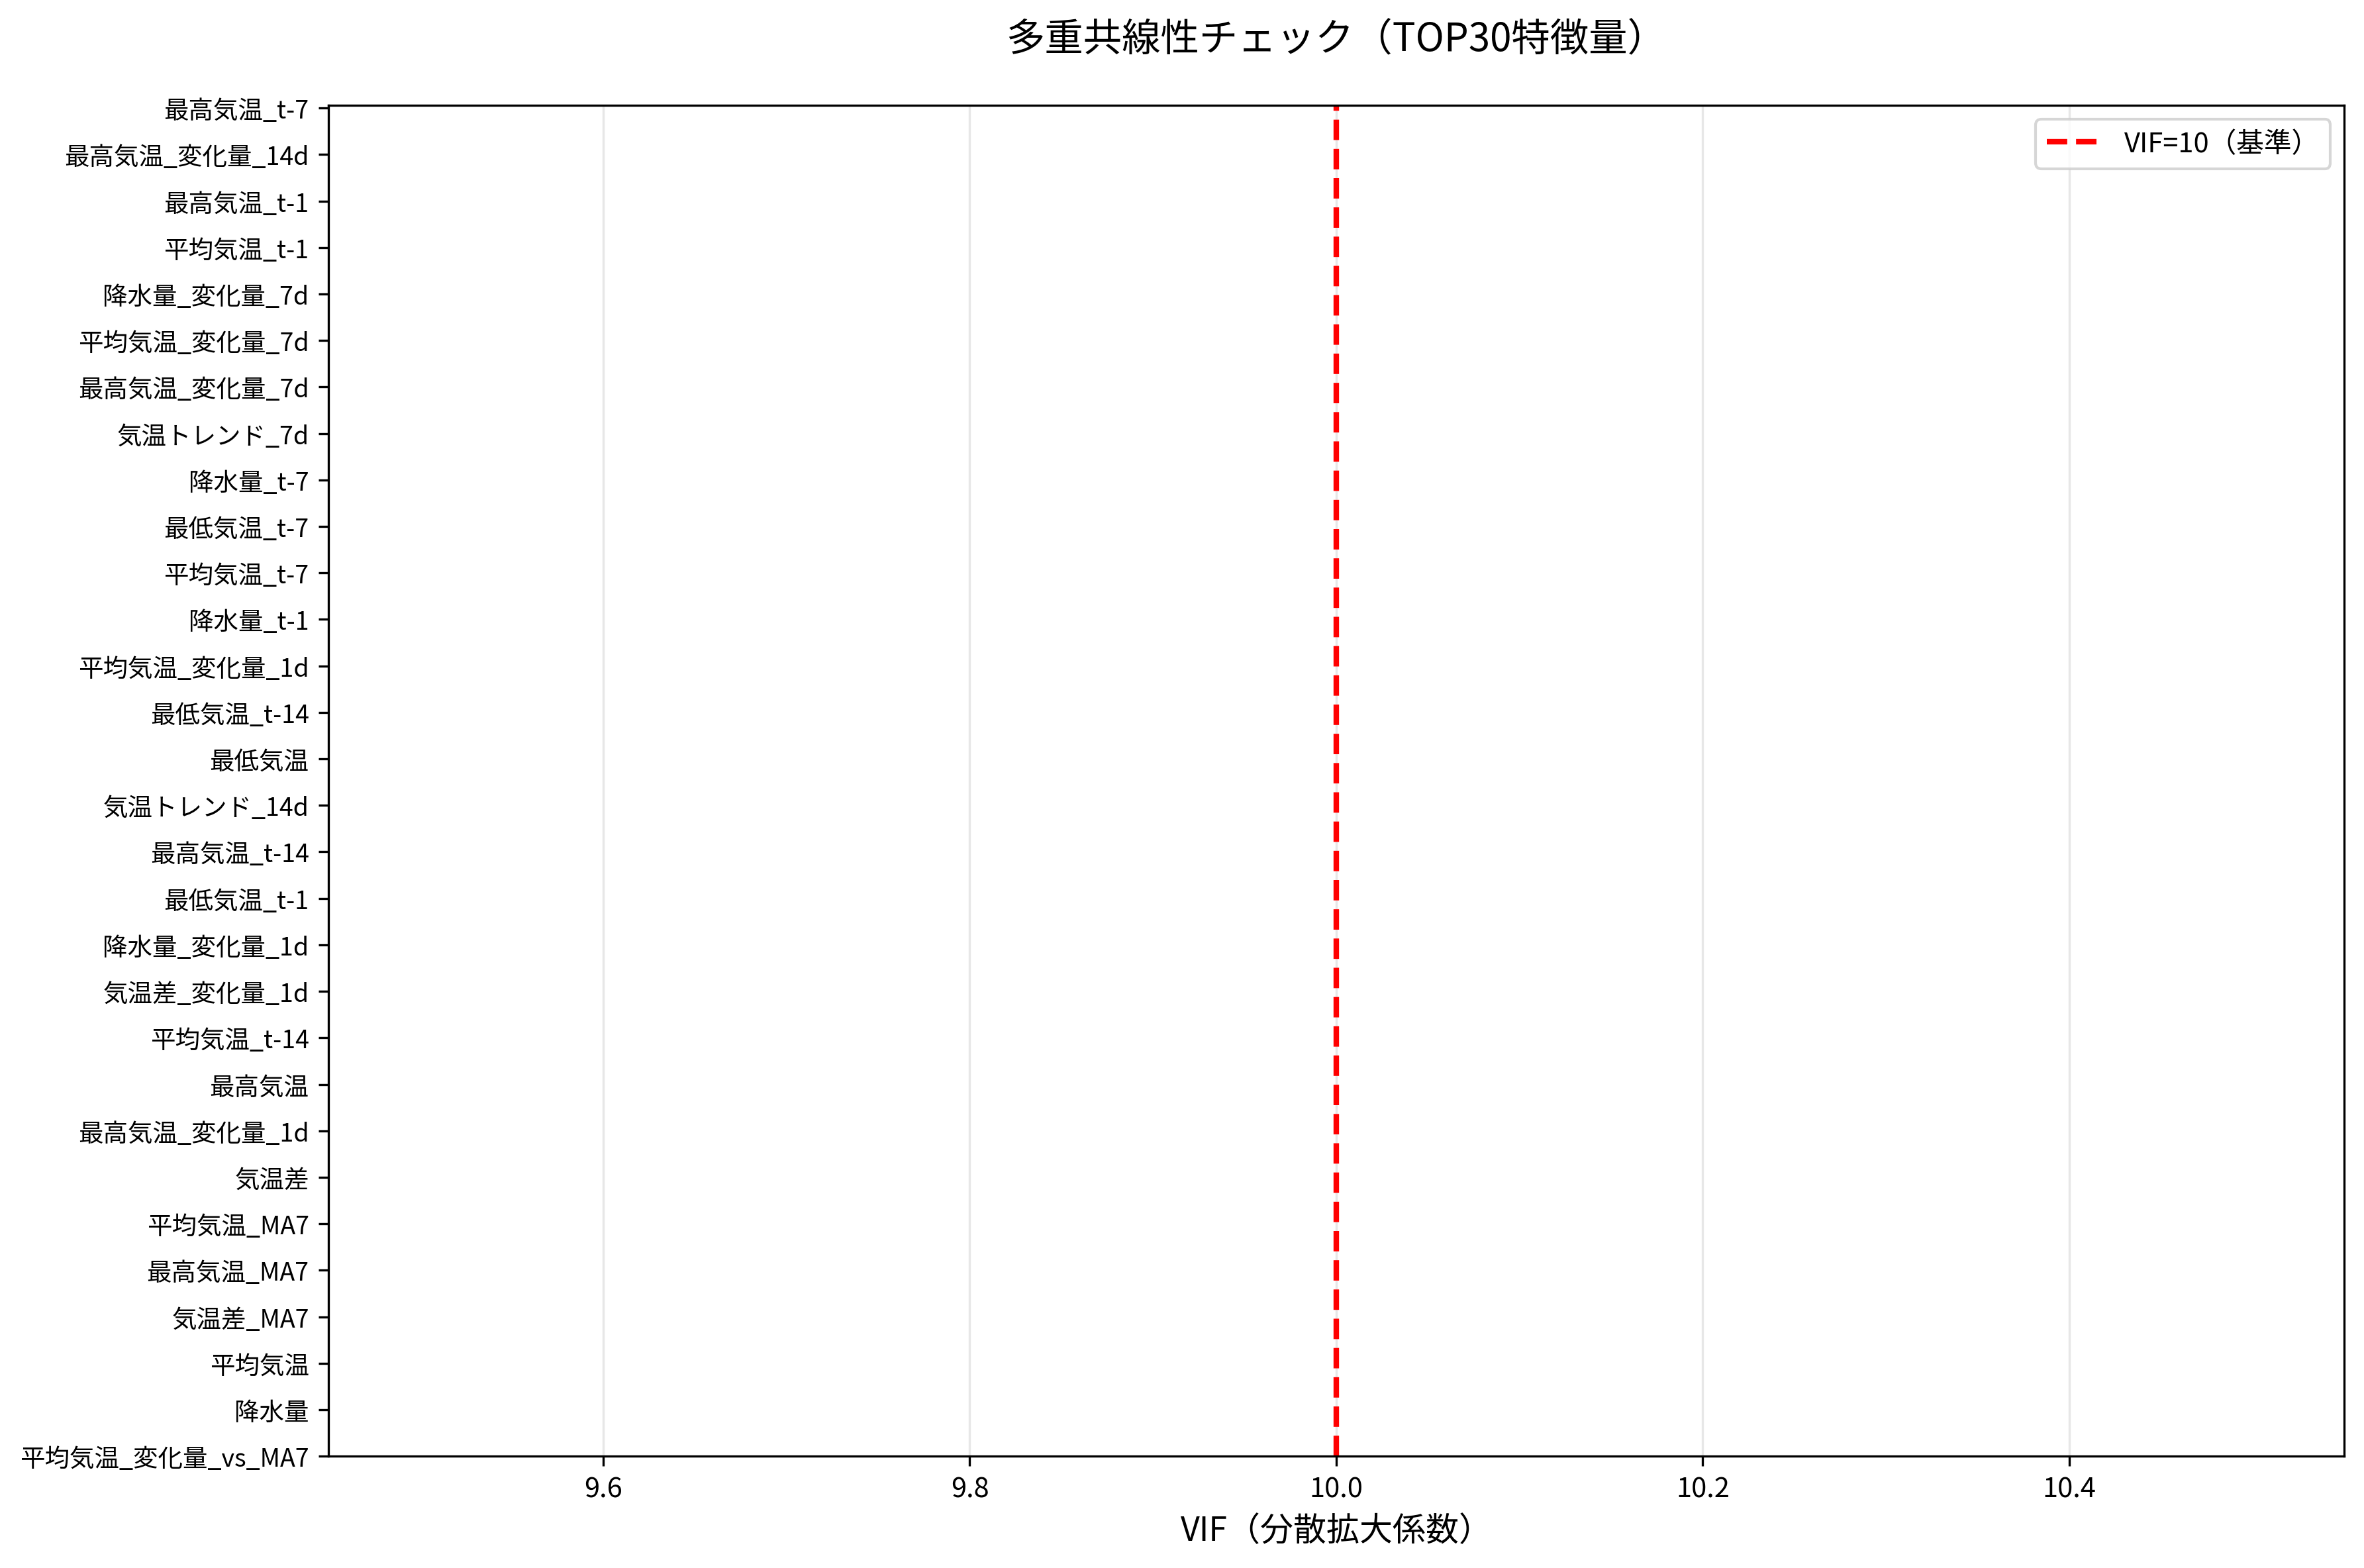 多重共線性チェック（TOP30特徴量）
最高気温_t-7
最高気温_変化量_14d
最高気温_t-1
平均気温_t-1
降水量_変化量_7d
平均気温_変化量_7d
最高気温_変化量_7d
気温トレンド_7d
降水量_t-7
最低気温_t-7
平均気温_t-7
降水量_t-1
平均気温_変化量_1d
最低気温_t-14
最低気温
気温トレンド_14d
最高気温_t-14
最低気温_t-1
降水量_変化量_1d
気温差_変化量_1d
平均気温_t-14
最高気温
最高気温_変化量_1d
気温差
平均気温_MA7
最高気温_MA7
気温差_MA7
平均気温
降水量
平均気温_変化量_vs_MA7
VIF=10（基準）
9.6 9.8 10.0 10.2 10.4
VIF（分散拡大係数）